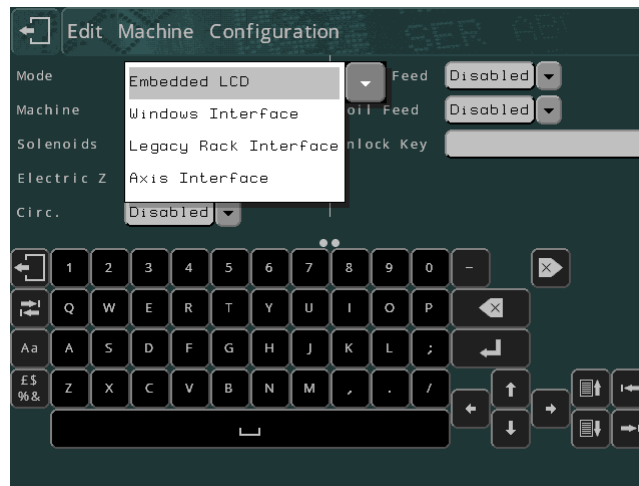 Edit Machine Configuration
Mode
Embedded LCD
Feed
Disabled
Machine
Windows Interface
oil Feed
Disabled
Solenoids
Legacy Rack Interface
nlock Key
Electric Z
Axis Interface
Circ.
Disabled
1 2 3 4 5 6 7 8 9 0 -
Q W E R T Y U I O P
Aa A S D F G H J K L ;
£$
%&
Z X C V B N M , . /